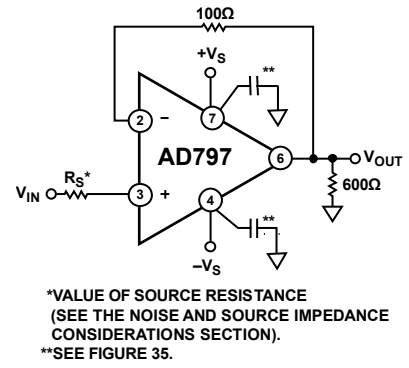 100Ω
+VS
**
2 −
7
AD797
6
VOUT
RS*
VIN
3 +
4
600Ω
**
−VS
*VALUE OF SOURCE RESISTANCE
(SEE THE NOISE AND SOURCE IMPEDANCE
CONSIDERATIONS SECTION).
**SEE FIGURE 35.